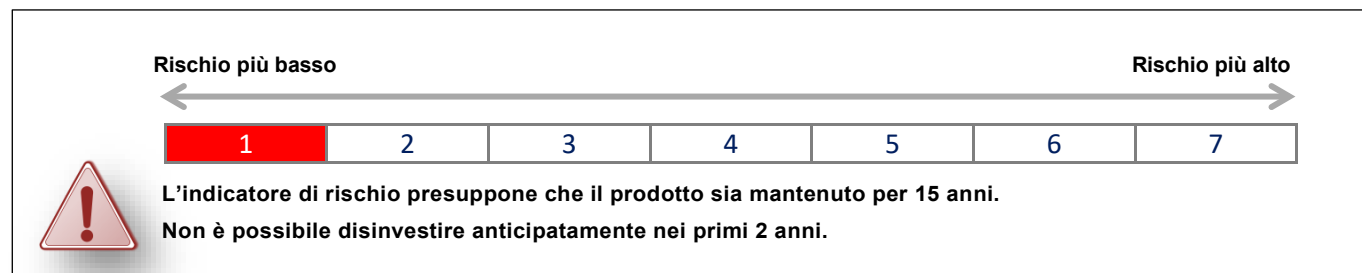 Rischio più basso Rischio più alto
1 2 3 4 5 6 7
L’indicatore di rischio presuppone che il prodotto sia mantenuto per 15 anni.
Non è possibile disinvestire anticipatamente nei primi 2 anni.